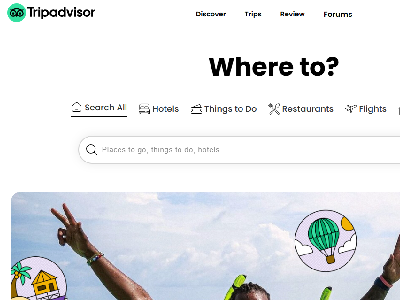 Tripadvisor
Discover Trips Review Forums
Where to?
Search All Hotels Things to Do Restaurants Flights
Places to go, things to do, hotels